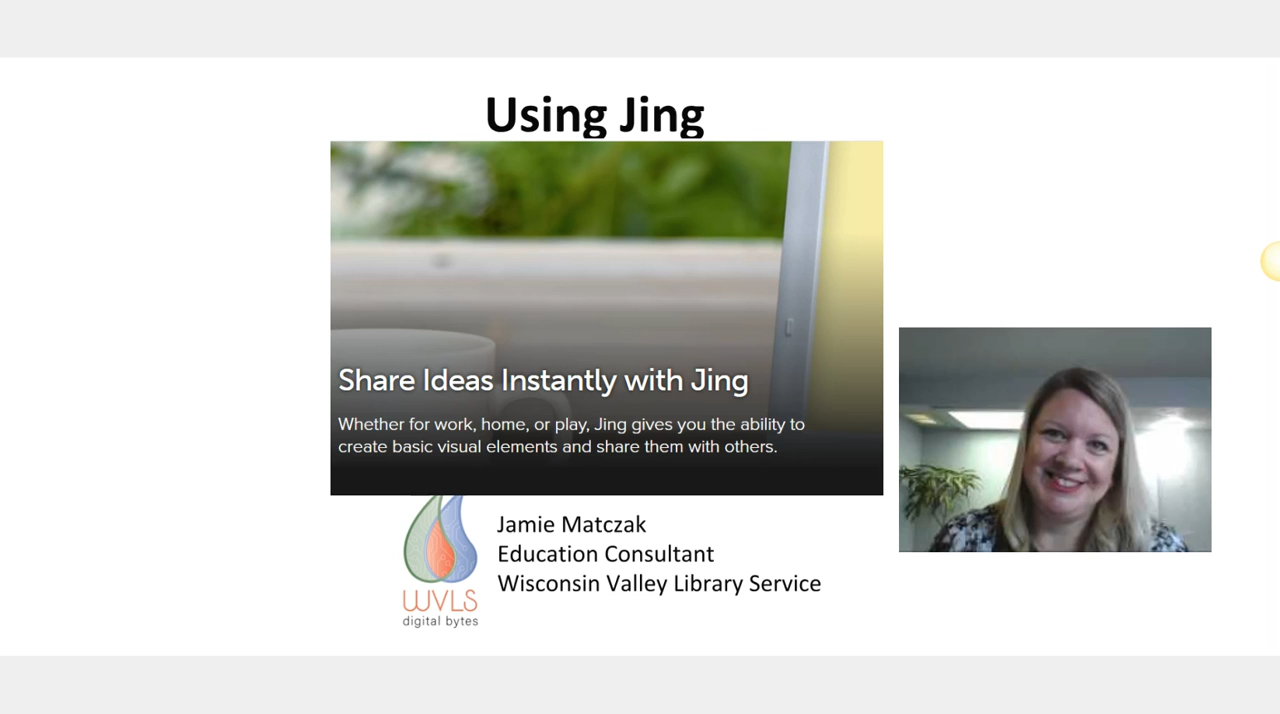 Using Jing
Share Ideas Instantly with Jing
Whether for work, home, or play, Jing gives you the ability to
create basic visual elements and share them with others.
Jamie Matczak
Education Consultant
Wisconsin Valley Library Service
WVLS
digital bytes